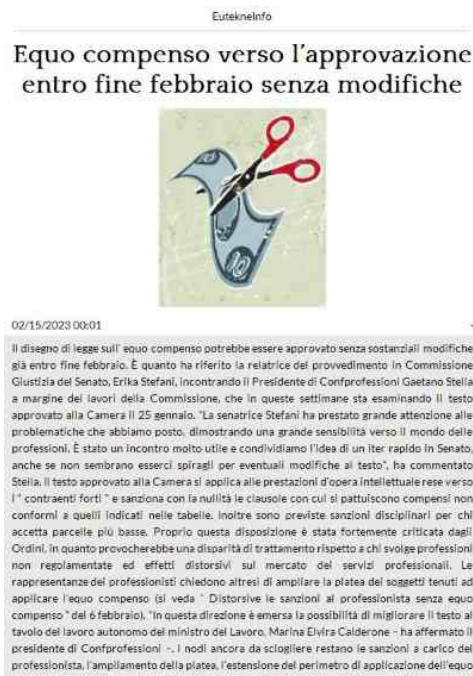 EutekneInfo
Equo compenso verso l'approvazione
entro fine febbraio senza modifiche
10
02/15/2023 00:01
Il disegno di legge sull' equo compenso potrebbe essere approvato senza sostanziali modifiche
già entro fine febbraio. È quanto ha riferito la relatrice del provvedimento in Commissione
Giustizia del Senato, Erika Stefani, incontrando il Presidente di Confprofessioni Gaetano Stella
a margine dei lavori della Commissione, che in queste settimane sta esaminando il testo
approvato alla Camera il 25 gennaio. "La senatrice Stefani ha prestato grande attenzione alle
problematiche che abbiamo posto, dimostrando una grande sensibilità verso il mondo delle
professioni. È stato un incontro molto utile e condividiamo l'idea di un iter rapido in Senato,
anche se non sembrano esserci spiragli per eventuali modifiche al testo", ha commentato
Stella. Il testo approvato alla Camera si applica alle prestazioni d'opera intellettuale rese verso
i " contraenti forti " e sanziona con la nullità le clausole con cui si pattuiscono compensi non
conformi a quelli indicati nelle tabelle. Inoltre sono previste sanzioni disciplinari per chi
accetta parcelle più basse. Proprio questa disposizione è stata fortemente criticata dagli
Ordini, in quanto provocherebbe una disparità di trattamento rispetto a chi svolge professioni
non regolamentate ed effetti distorsivi sul mercato dei servizi professionali. Le
rappresentanze dei professionisti chiedono altresì di ampliare la platea dei soggetti tenuti ad
applicare l'equo compenso (si veda " Distorsive le sanzioni al professionista senza equo
compenso " del 6 febbraio). "In questa direzione è emersa la possibilità di migliorare il testo al
tavolo del lavoro autonomo del ministro del Lavoro, Marina Elvira Calderone – ha affermato il
presidente di Confprofessioni –. I nodi ancora da sciogliere restano le sanzioni a carico del
professionista, l'ampliamento della platea, l'estensione del perimetro di applicazione dell'equo